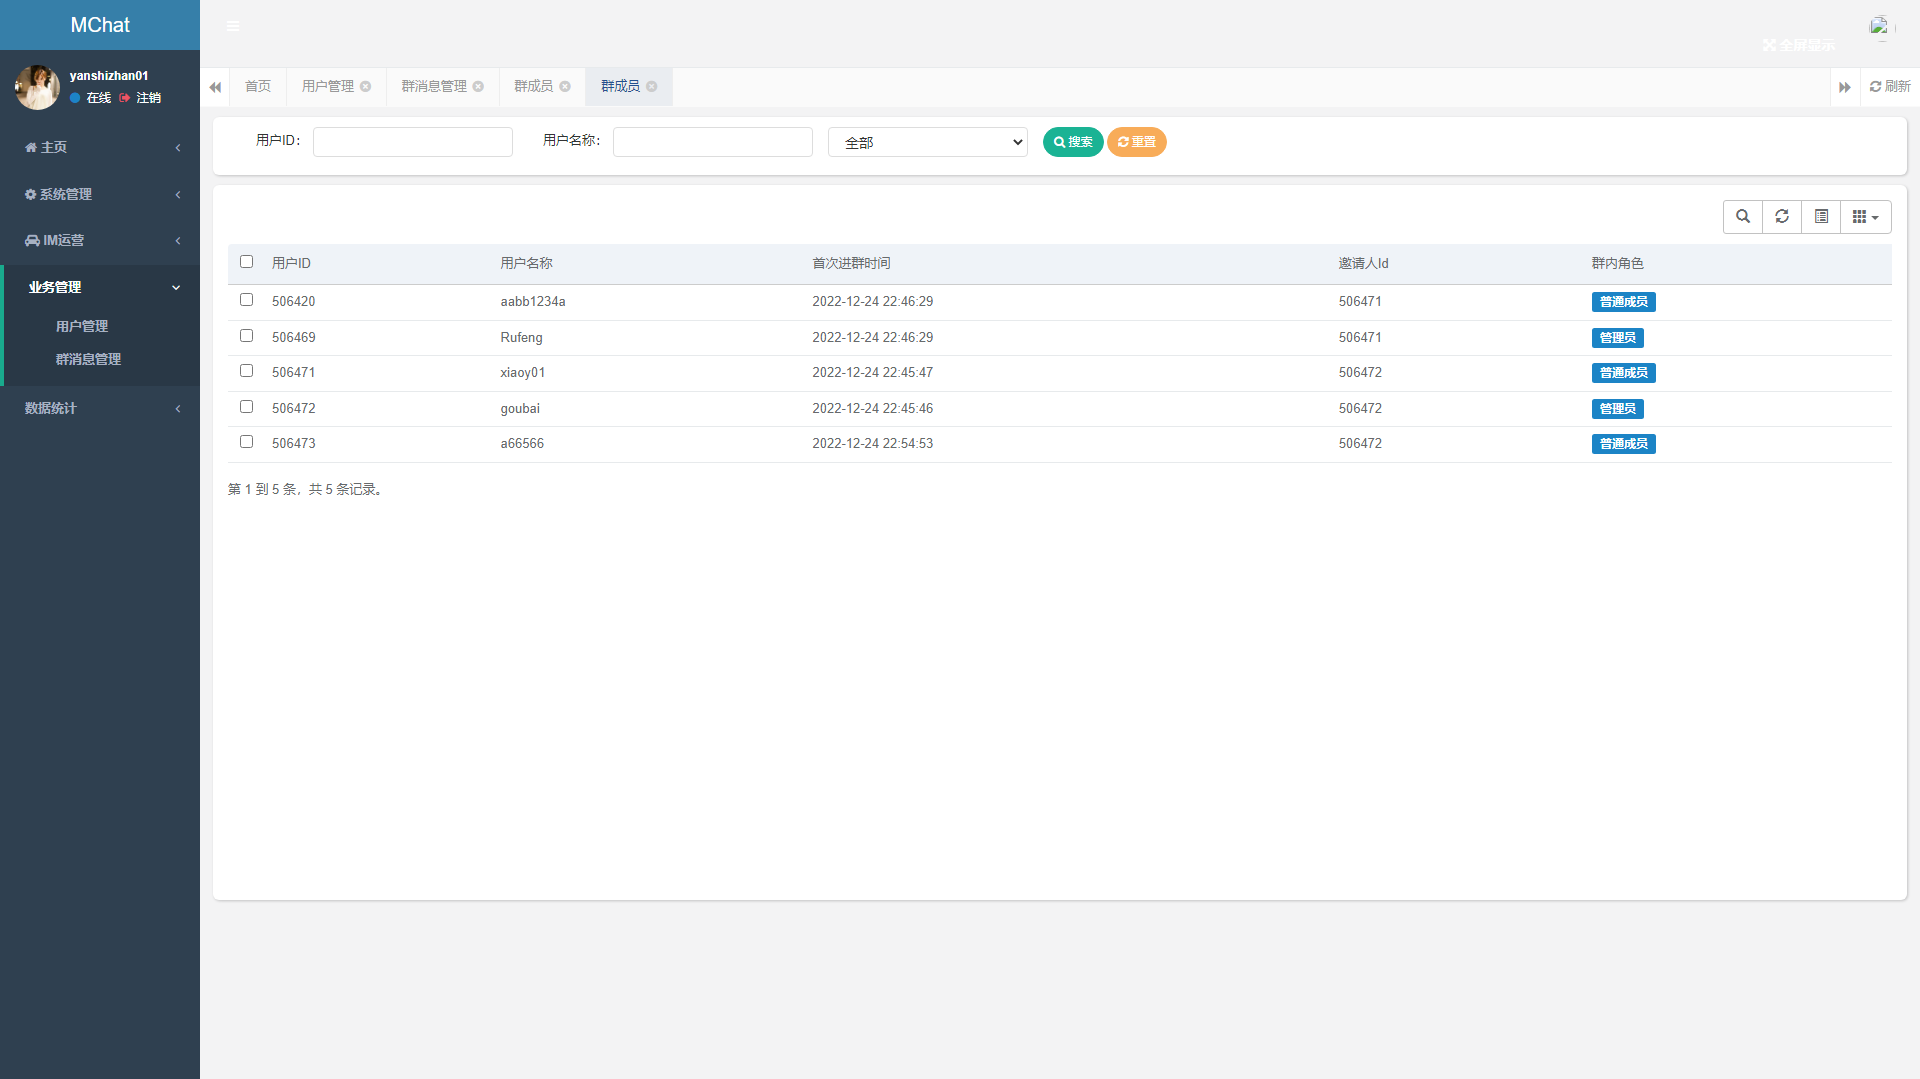 MChat
yanshizhan01
在线 注销
主页
系统管理
IM运营
业务管理
用户管理
群消息管理
数据统计
全屏显示
首页 用户管理 群消息管理 群成员 群成员 刷新
用户ID： 用户名称： 全部 搜索 重置
用户ID 用户名称 首次进群时间 邀请人Id 群内角色
506420 aabb1234a 2022-12-24 22:46:29 506471 普通成员
506469 Rufeng 2022-12-24 22:46:29 506471 管理员
506471 xiaoy01 2022-12-24 22:45:47 506472 普通成员
506472 goubai 2022-12-24 22:45:46 506472 管理员
506473 a66566 2022-12-24 22:54:53 506472 普通成员
第 1 到 5 条，共 5 条记录。